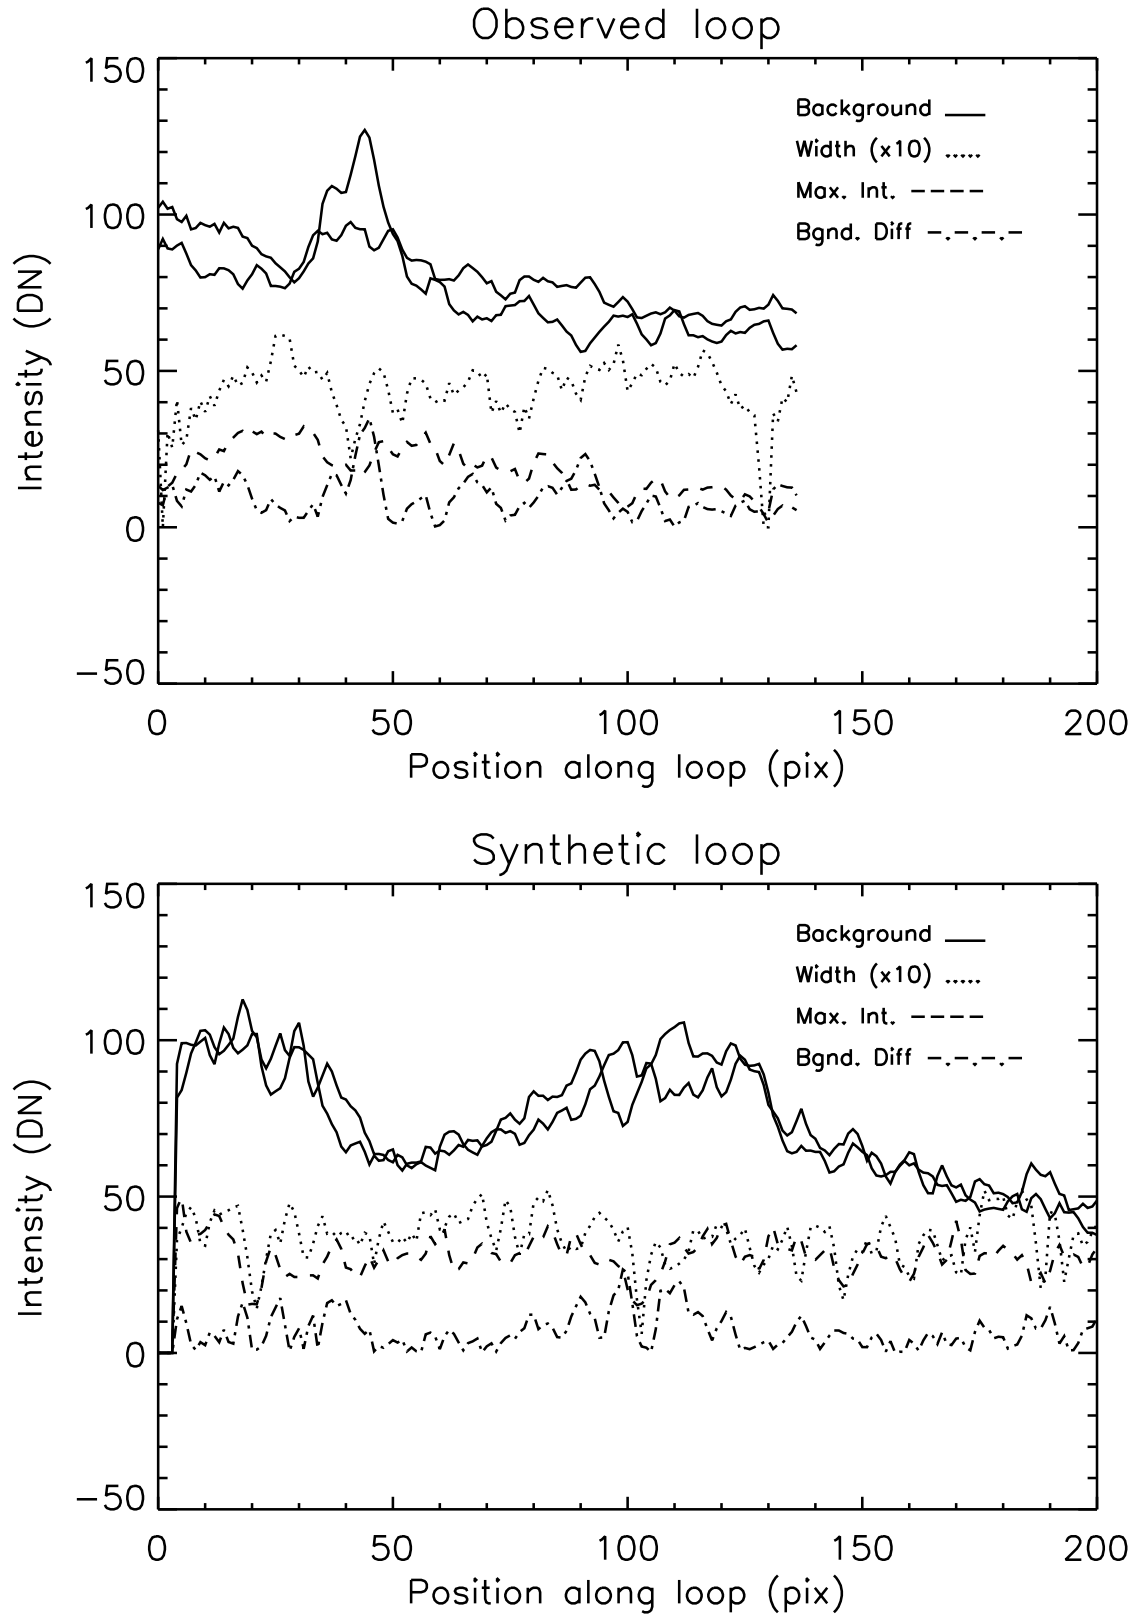 Observed loop
150
100
50
0
−50
Intensity (DN)
Background
Width (x10)
Max. Int.
Bgnd. Diff
0 50 100 150 200
Position along loop (pix)
Synthetic loop
150
100
50
0
−50
Intensity (DN)
Background
Width (x10)
Max. Int.
Bgnd. Diff
0 50 100 150 200
Position along loop (pix)